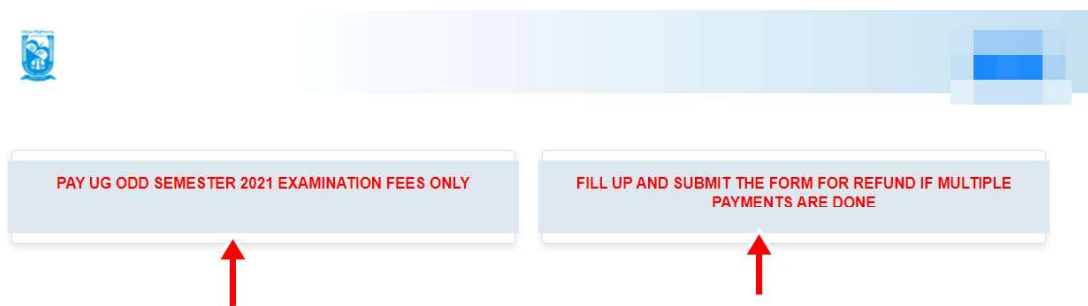 PAY UG ODD SEMESTER 2021 EXAMINATION FEES ONLY
FILL UP AND SUBMIT THE FORM FOR REFUND IF MULTIPLE
PAYMENTS ARE DONE